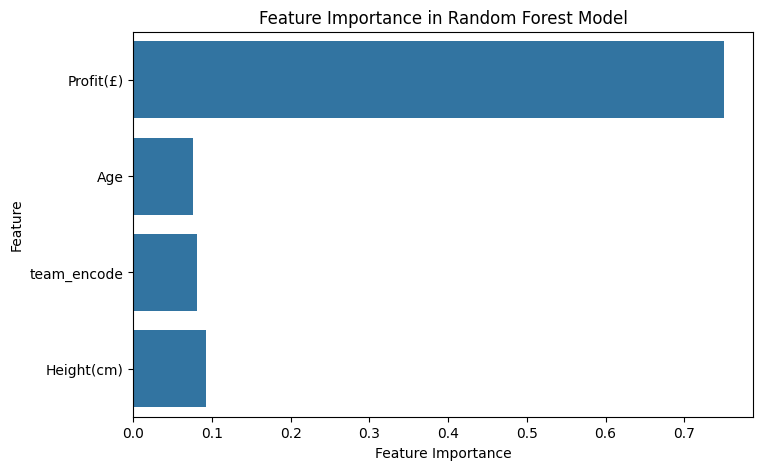 Feature Importance in Random Forest Model
Profit(£)
Age
team_encode
Height(cm)
Feature
0.0 0.1 0.2 0.3 0.4 0.5 0.6 0.7
Feature Importance